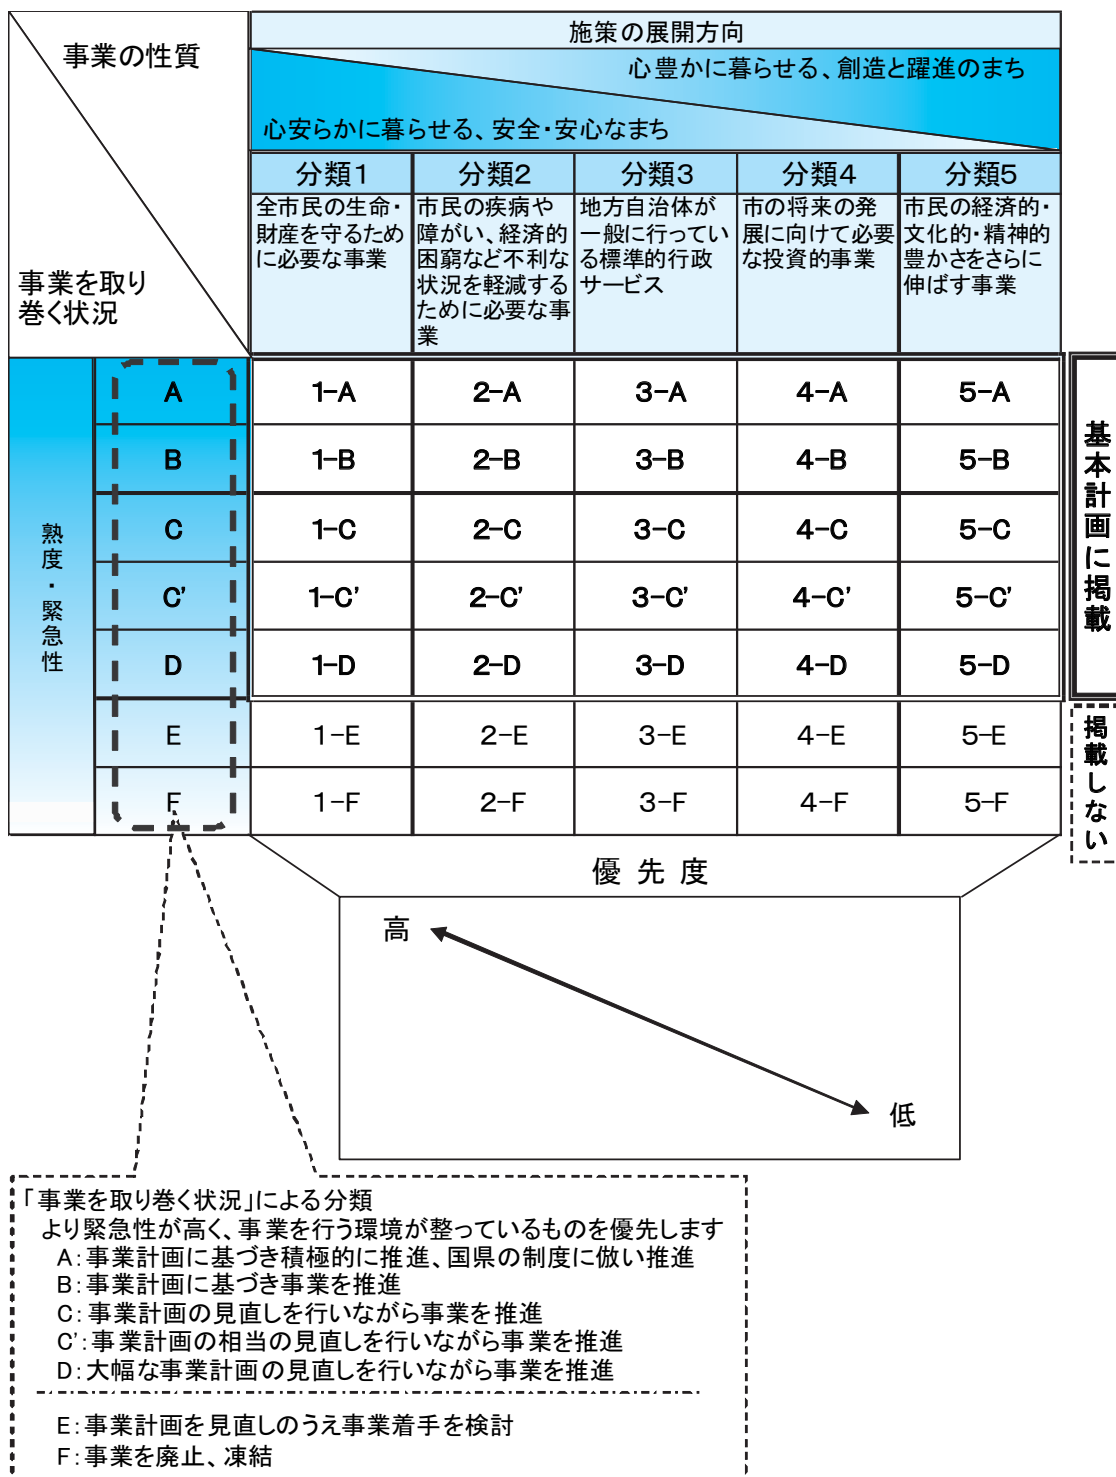 事業の性質
事業を取り
巻く状況
施策の展開方向
心豊かに暮らせる、創造と躍進のまち
心安らかに暮らせる、安全・安心なまち
分類1
分類2
分類3
分類4
分類5
全市民の生命・
財産を守るため
に必要な事業
市民の疾病や
障がい、経済的
困窮など不利な
状況を軽減する
ために必要な事
業
地方自治体が
一般に行ってい
る標準的行政
サービス
市の将来の発
展に向けて必要
な投資的事業
市民の経済的・
文化的・精神的
豊かさをさらに
伸ばす事業
熟度・緊急性
A 1-A 2-A 3-A 4-A 5-A
B 1-B 2-B 3-B 4-B 5-B
C 1-C 2-C 3-C 4-C 5-C
C' 1-C' 2-C' 3-C' 4-C' 5-C'
D 1-D 2-D 3-D 4-D 5-D
E 1-E 2-E 3-E 4-E 5-E
F 1-F 2-F 3-F 4-F 5-F
基本計画に掲載
掲載しない
優先度
高
低
「事業を取り巻く状況」による分類
より緊急性が高く、事業を行う環境が整っているものを優先します
A:事業計画に基づき積極的に推進、国県の制度に倣い推進
B:事業計画に基づき事業を推進
C:事業計画の見直しを行いながら事業を推進
C':事業計画の相当の見直しを行いながら事業を推進
D:大幅な事業計画の見直しを行いながら事業を推進
E:事業計画を見直しのうえ事業着手を検討
F:事業を廃止、凍結